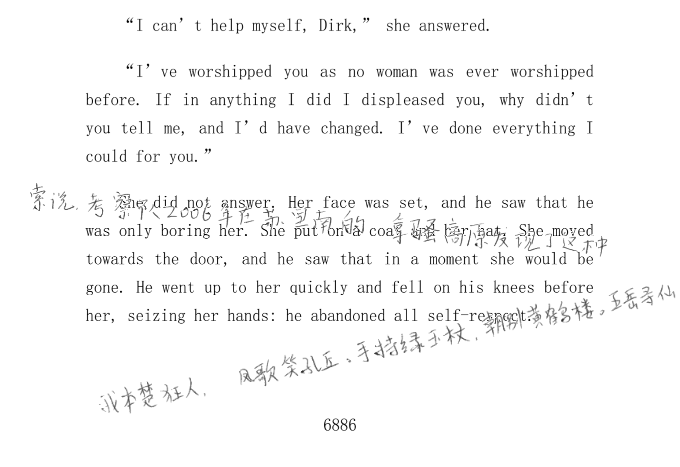 “I can’t help myself, Dirk,” she answered.
“I’ve worshipped you as no woman was ever worshipped
before. If in anything I did I displeased you, why didn’t
you tell me, and I’d have changed. I’ve done everything I
could for you.”
She did not answer. Her face was set, and he saw that he
索说,考察队2006年在苏里南的 拿骚高原发现了这种
was only boring her. She put on a coat and her hat. She moved
towards the door, and he saw that in a moment she would be
gone. He went up to her quickly and fell on his knees before
her, seizing her hands: he abandoned all self-respect.
我本楚狂人, 凤歌笑孔丘、手持绿玉杖,朝别黄鹤楼。五岳寻仙
6886